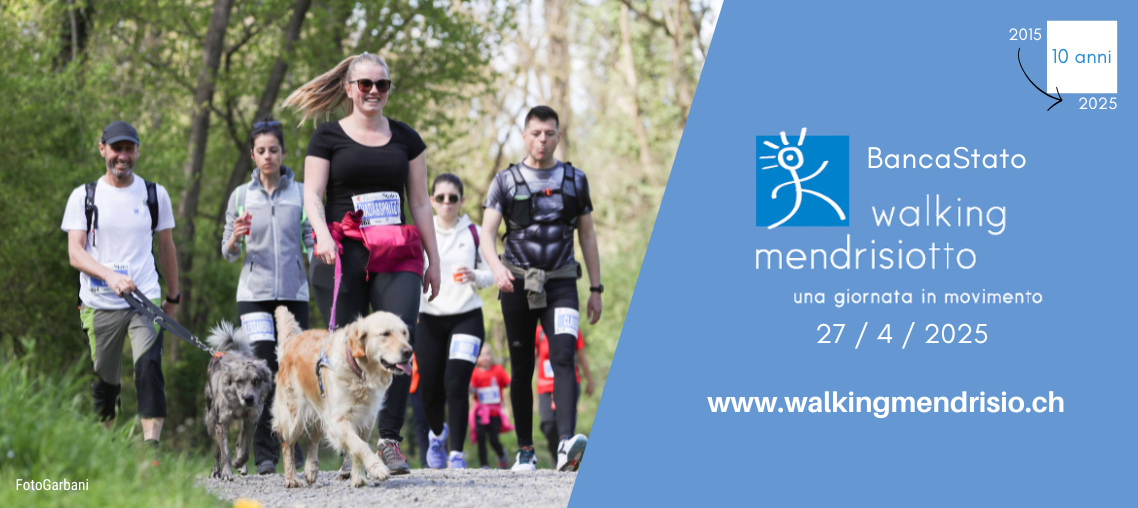 2015
10 anni
2025
BancaStato
walking
mendrisiotto
una giornata in movimento
27 / 4 / 2025
www.walkingmendrisio.ch
FotoGarbani